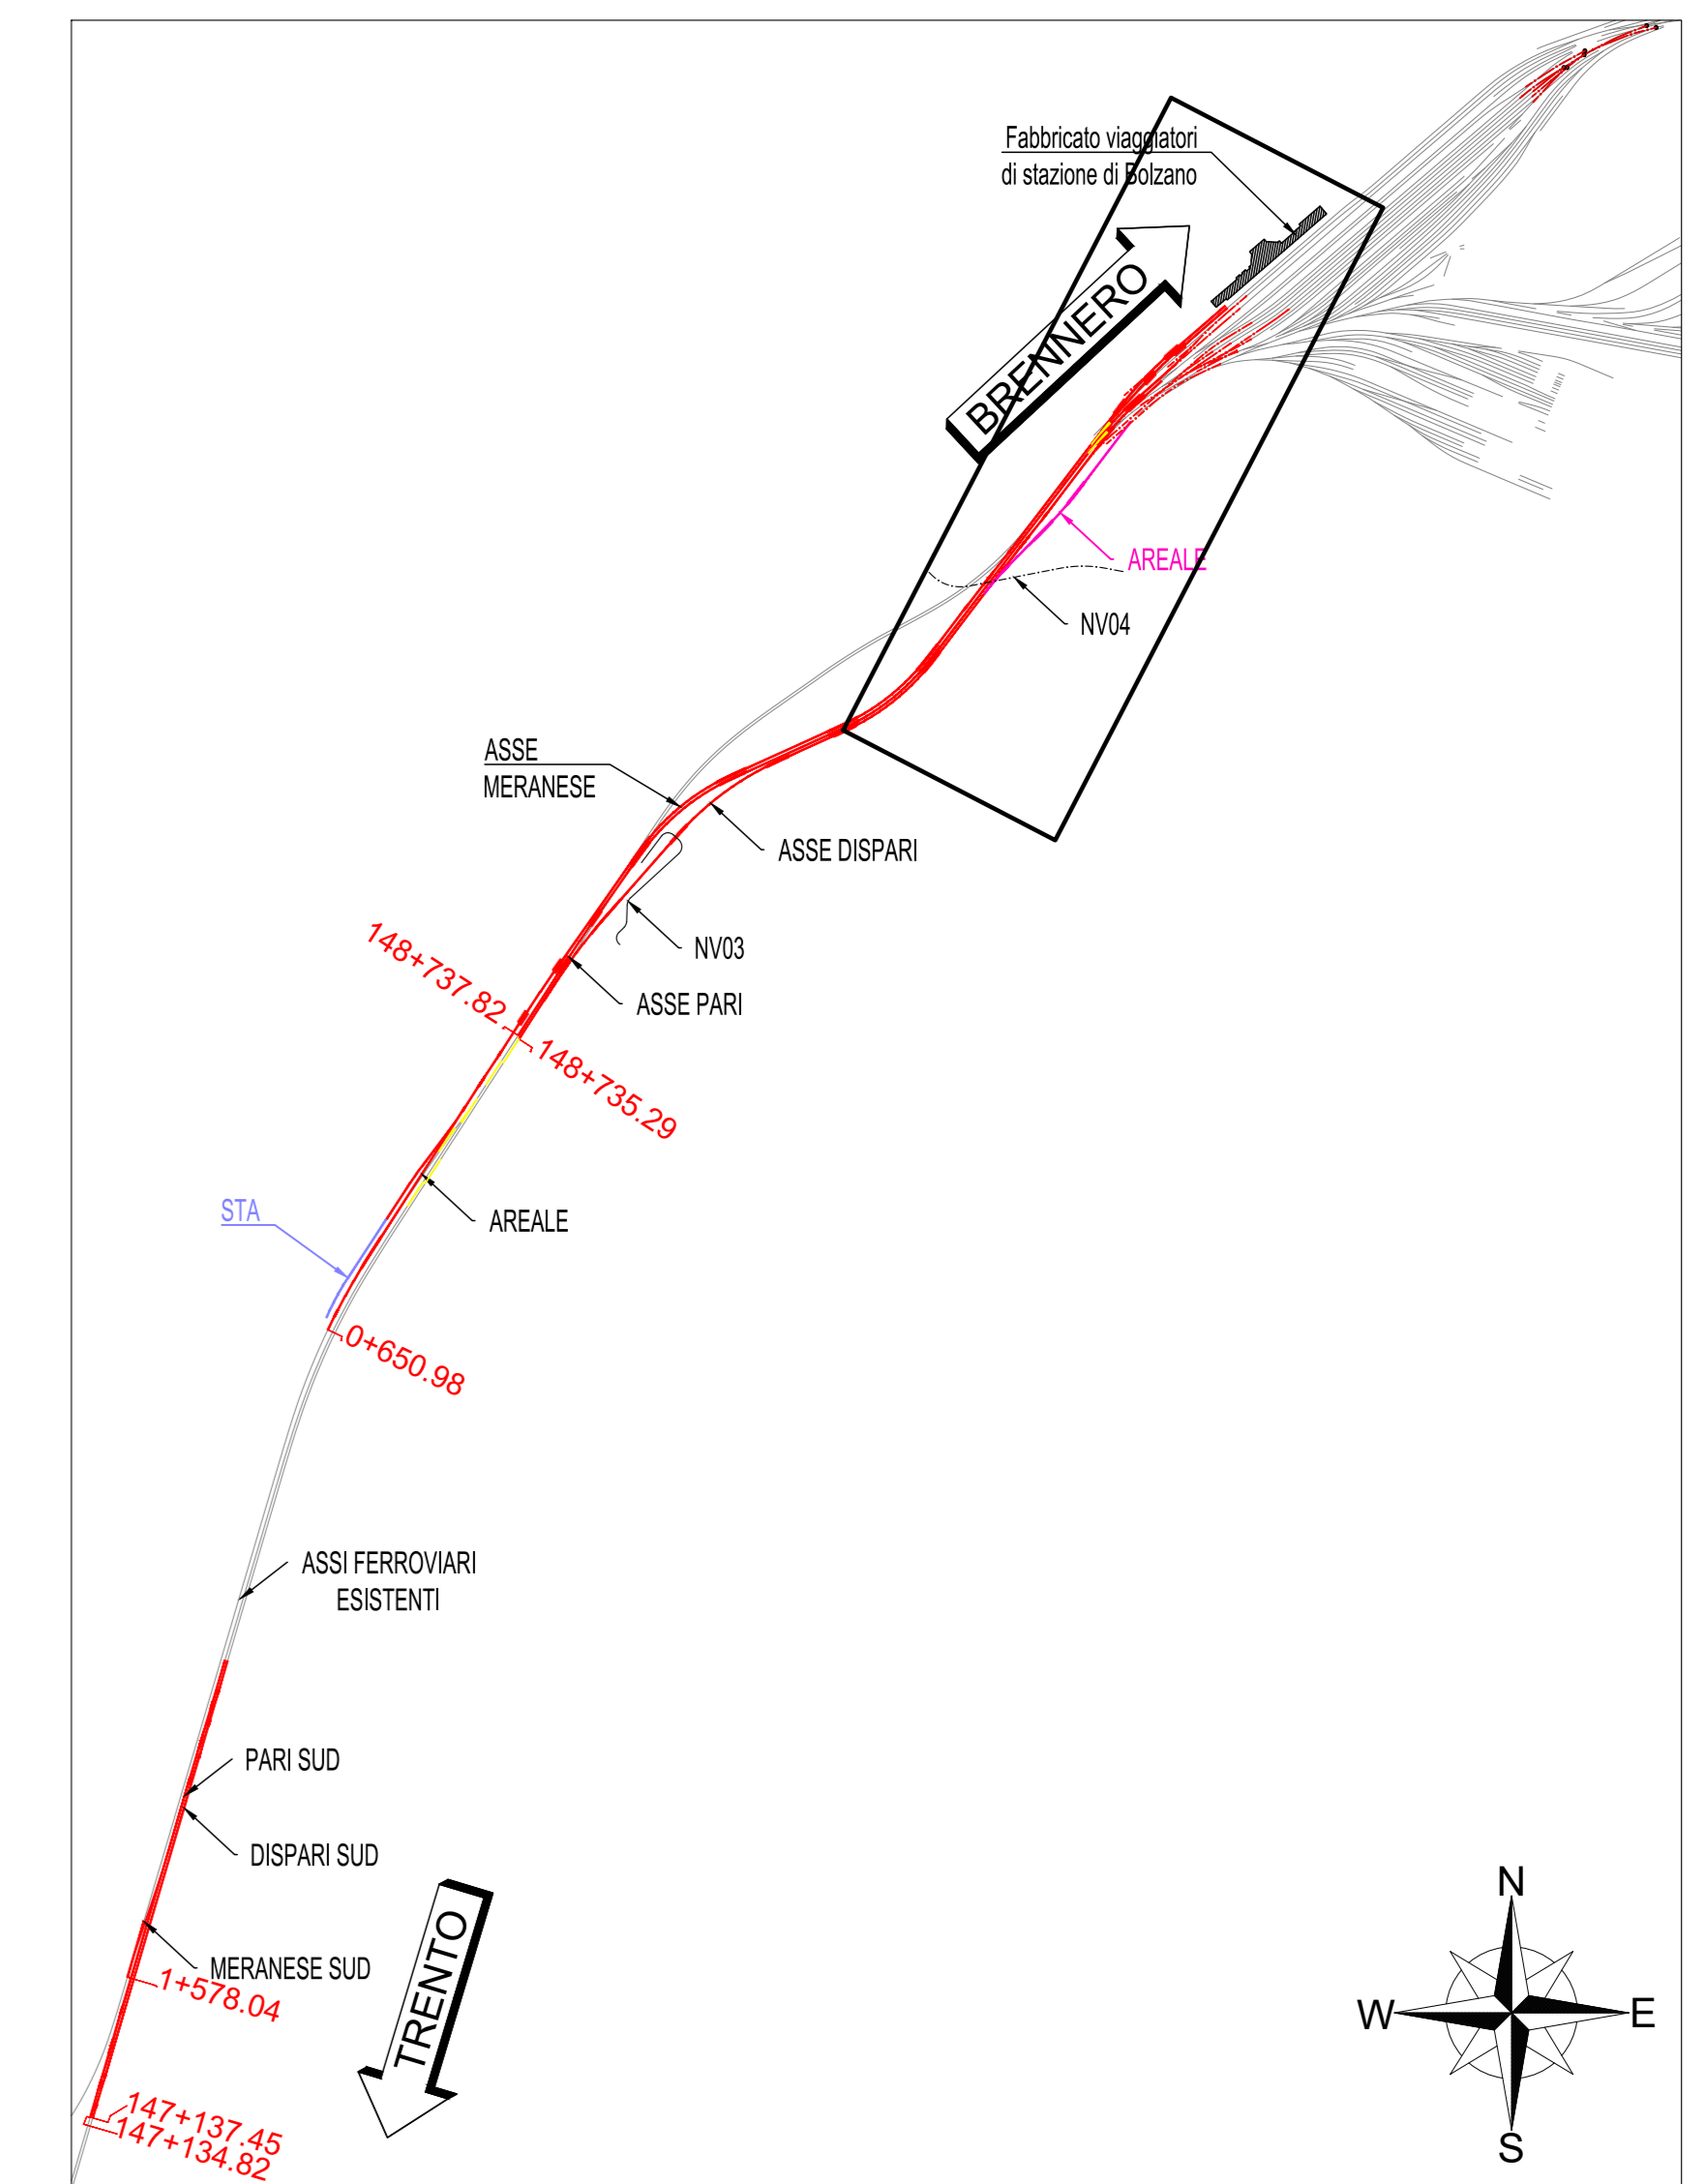 Fabbricato viaggiatori
di stazione di Bolzano
BRENNERO
AREALE
NV04
ASSE
MERANESE
ASSE DISPARI
NV03
148+737.82
ASSE PARI
148+735.29
STA
AREALE
0+650.98
ASSI FERROVIARI
ESISTENTI
PARI SUD
DISPARI SUD
MERANESE SUD
1+578.04
TRENTO
147+137.45
147+134.82
N
W
E
S